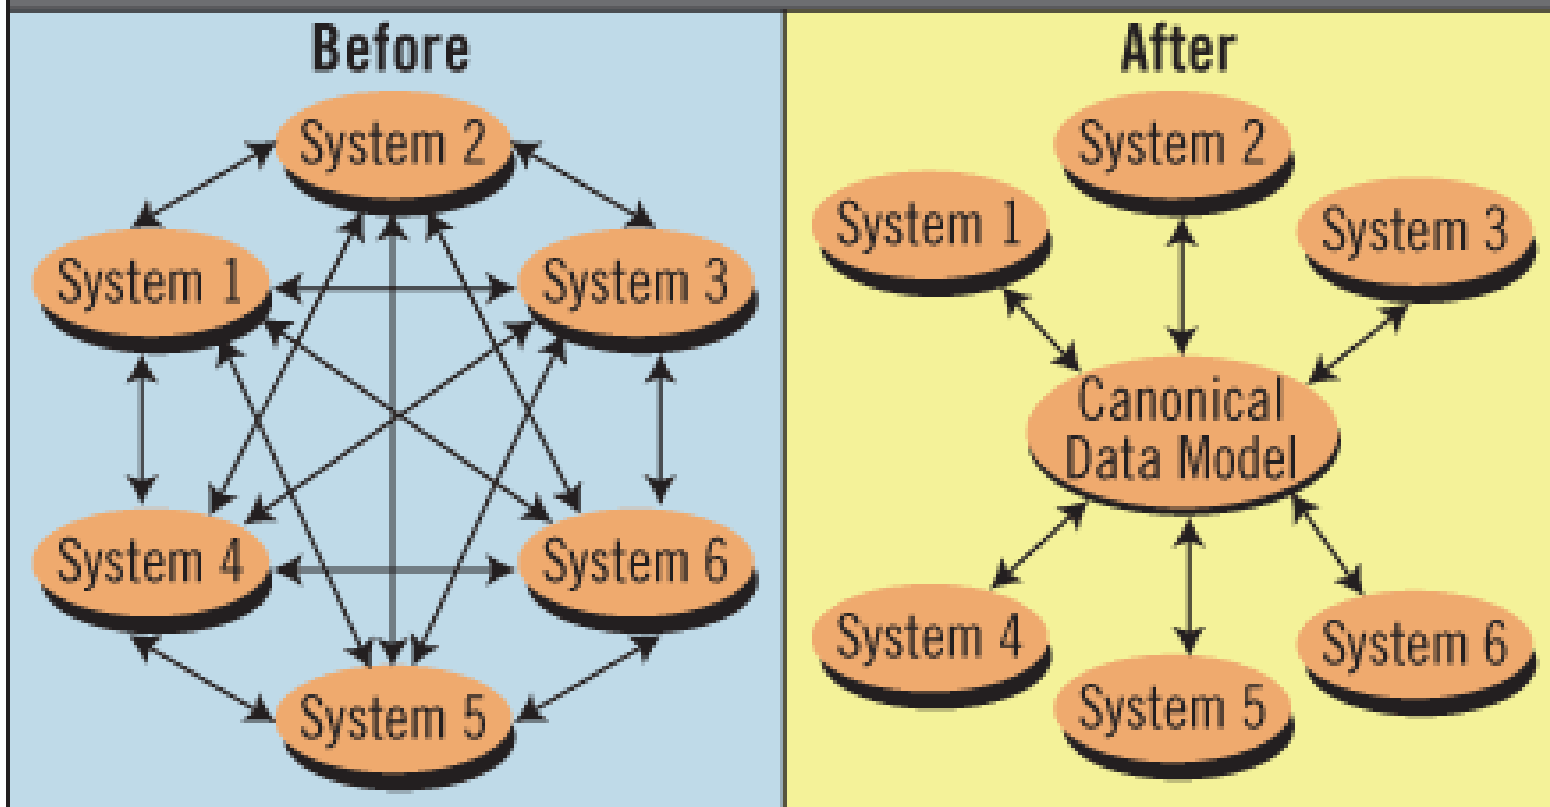 Before
System 2
System 1
System 3
System 4
System 6
System 5
After
System 2
System 1
System 3
Canonical
Data Model
System 4
System 6
System 5